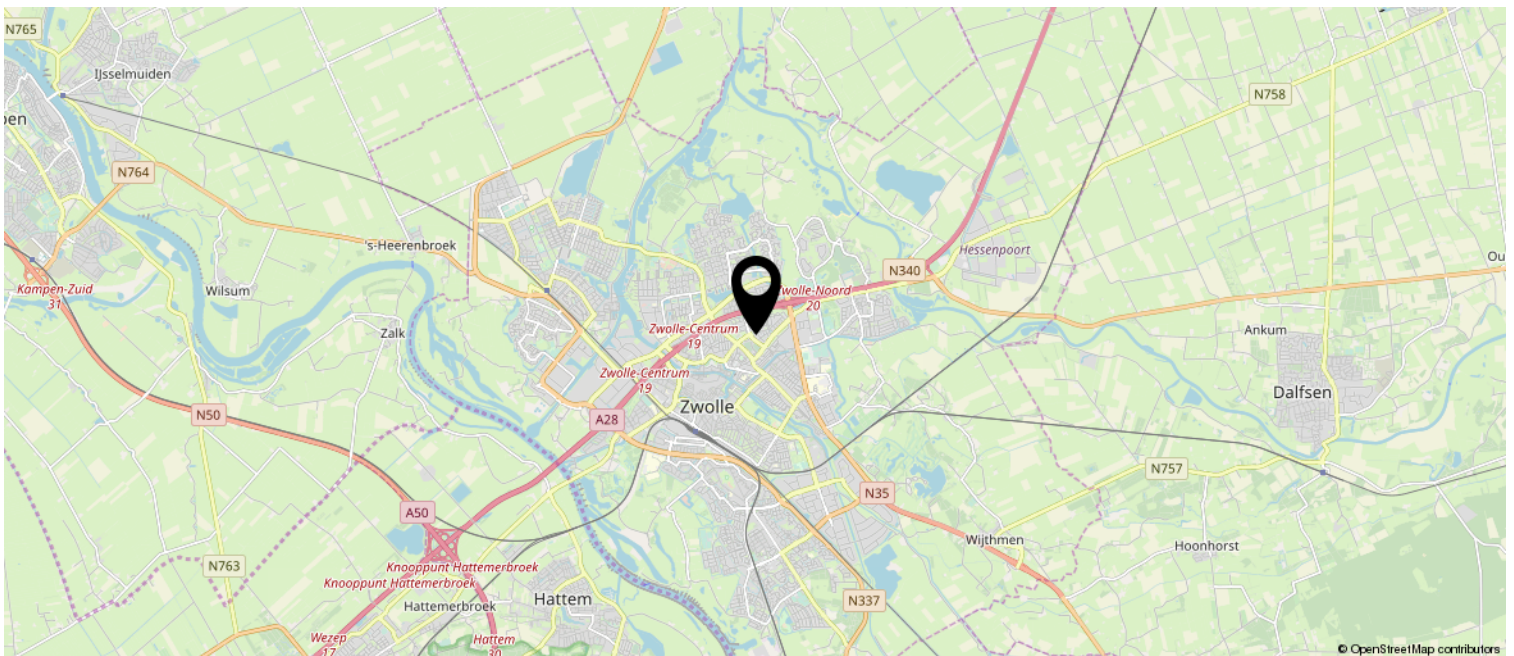 N765
IJsselmuiden
pen
N764
N758
's-Heerenbroek
Hessenpoort
N340
Ou
Kampen-Zuid
31
Wilsum
Zwolle-Noord
20
Zalk
Zwolle-Centrum
19
Ankum
Zwolle-Centrum
19
Dalfsen
N50
A28
Zwolle
N757
A50
N35
Wijthmen
Hoonhorst
Knooppunt Hattemerbroek
Knooppunt Hattemerbroek
N763
Hattemerbroek
Hattem
N337
Wezep
17
Hattem
30
© OpenStreetMap contributors